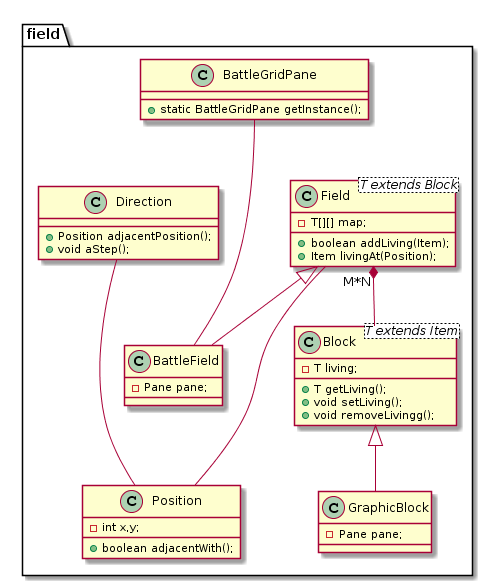 field
C BattleGridPane
static BattleGridPane getInstance();
C Direction
Position adjacentPosition();
void aStep();
T extends Block
C Field
T[][] map;
boolean addLiving(Item);
Item livingAt(Position);
M*N
T extends Item
C Block
T living;
T getLiving();
void setLiving();
void removeLivingg();
C BattleField
Pane pane;
C Position
int x,y;
boolean adjacentWith();
C GraphicBlock
Pane pane;